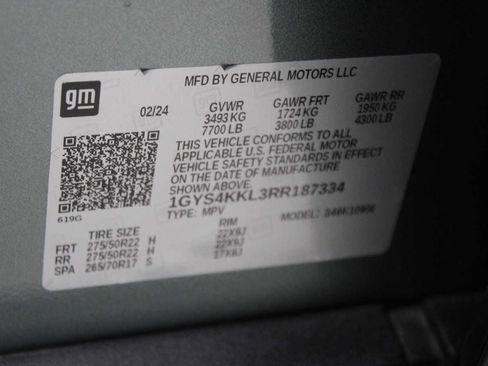 gm
MFD BY GENERAL MOTORS LLC
02/24 GVWR GAWR FRT GAWR RR
3493 KG 1724 KG 1950 KG
7700 LB 3800 LB 4300 LB
THIS VEHICLE CONFORMS TO ALL
APPLICABLE U.S. FEDERAL MOTOR
VEHICLE SAFETY STANDARDS IN EFFECT
ON THE DATE OF MANUFACTURE
SHOWN ABOVE.
1GYS4KKL3RR187334
619G TYPE: MPV MODEL:
TIRE SIZE RIM
FRT 275/50R22 H 22X9J
RR 275/50R22 H 22X9J
SPA 265/70R17 S 17X8J